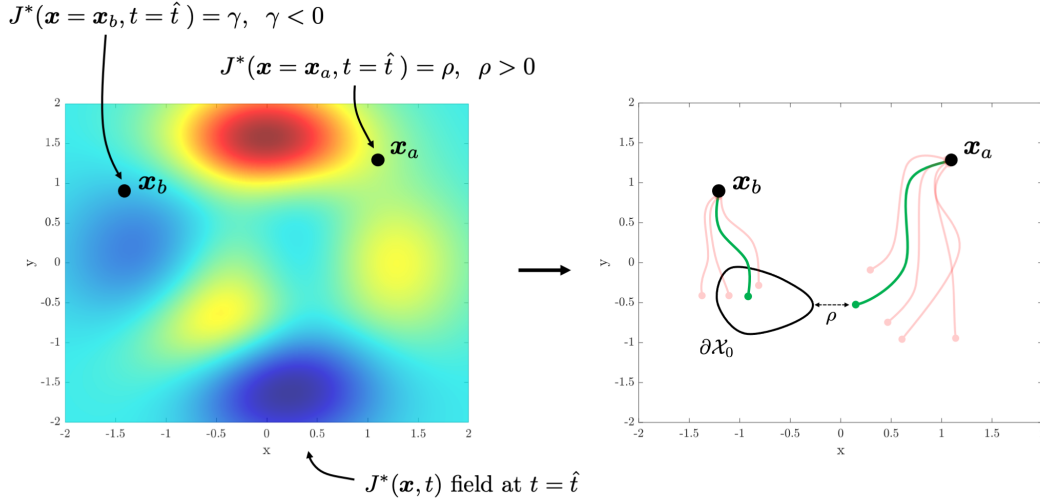 J*(x = x_b, t = t̂ ) = γ, γ < 0
J*(x = x_a, t = t̂ ) = ρ, ρ > 0
2
1.5
1
0.5
0
-0.5
-1
-1.5
-2
y
-2 -1.5 -1 -0.5 0 0.5 1 1.5 2
x
x_a
x_b
J*(x, t) field at t = t̂
2
1.5
1
0.5
0
-0.5
-1
-1.5
-2
y
-2 -1.5 -1 -0.5 0 0.5 1 1.5
x
x_a
x_b
ρ
∂X₀